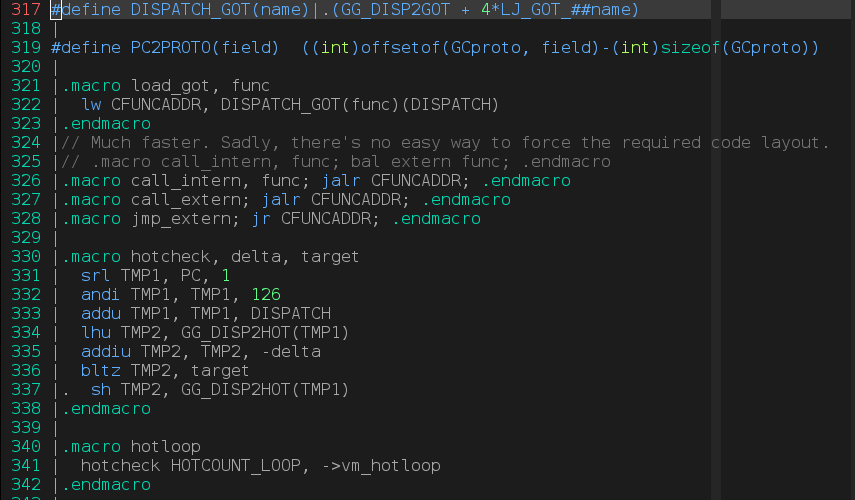 317 #define DISPATCH_GOT(name)|.(GG_DISP2GOT + 4*LJ_GOT_##name)
318 |
319 #define PC2PROTO(field)  ((int)offsetof(GCproto, field)-(int)sizeof(GCproto))
320 |
321 |.macro load_got, func
322 |  lw CFUNCADDR, DISPATCH_GOT(func)(DISPATCH)
323 |.endmacro
324 |// Much faster. Sadly, there's no easy way to force the required code layout.
325 |// .macro call_intern, func; bal extern func; .endmacro
326 |.macro call_intern, func; jalr CFUNCADDR; .endmacro
327 |.macro call_extern; jalr CFUNCADDR; .endmacro
328 |.macro jmp_extern; jr CFUNCADDR; .endmacro
329 |
330 |.macro hotcheck, delta, target
331 |  srl TMP1, PC, 1
332 |  andi TMP1, TMP1, 126
333 |  addu TMP1, TMP1, DISPATCH
334 |  lhu TMP2, GG_DISP2HOT(TMP1)
335 |  addiu TMP2, TMP2, -delta
336 |  bltz TMP2, target
337 |.  sh TMP2, GG_DISP2HOT(TMP1)
338 |.endmacro
339 |
340 |.macro hotloop
341 |  hotcheck HOTCOUNT_LOOP, ->vm_hotloop
342 |.endmacro